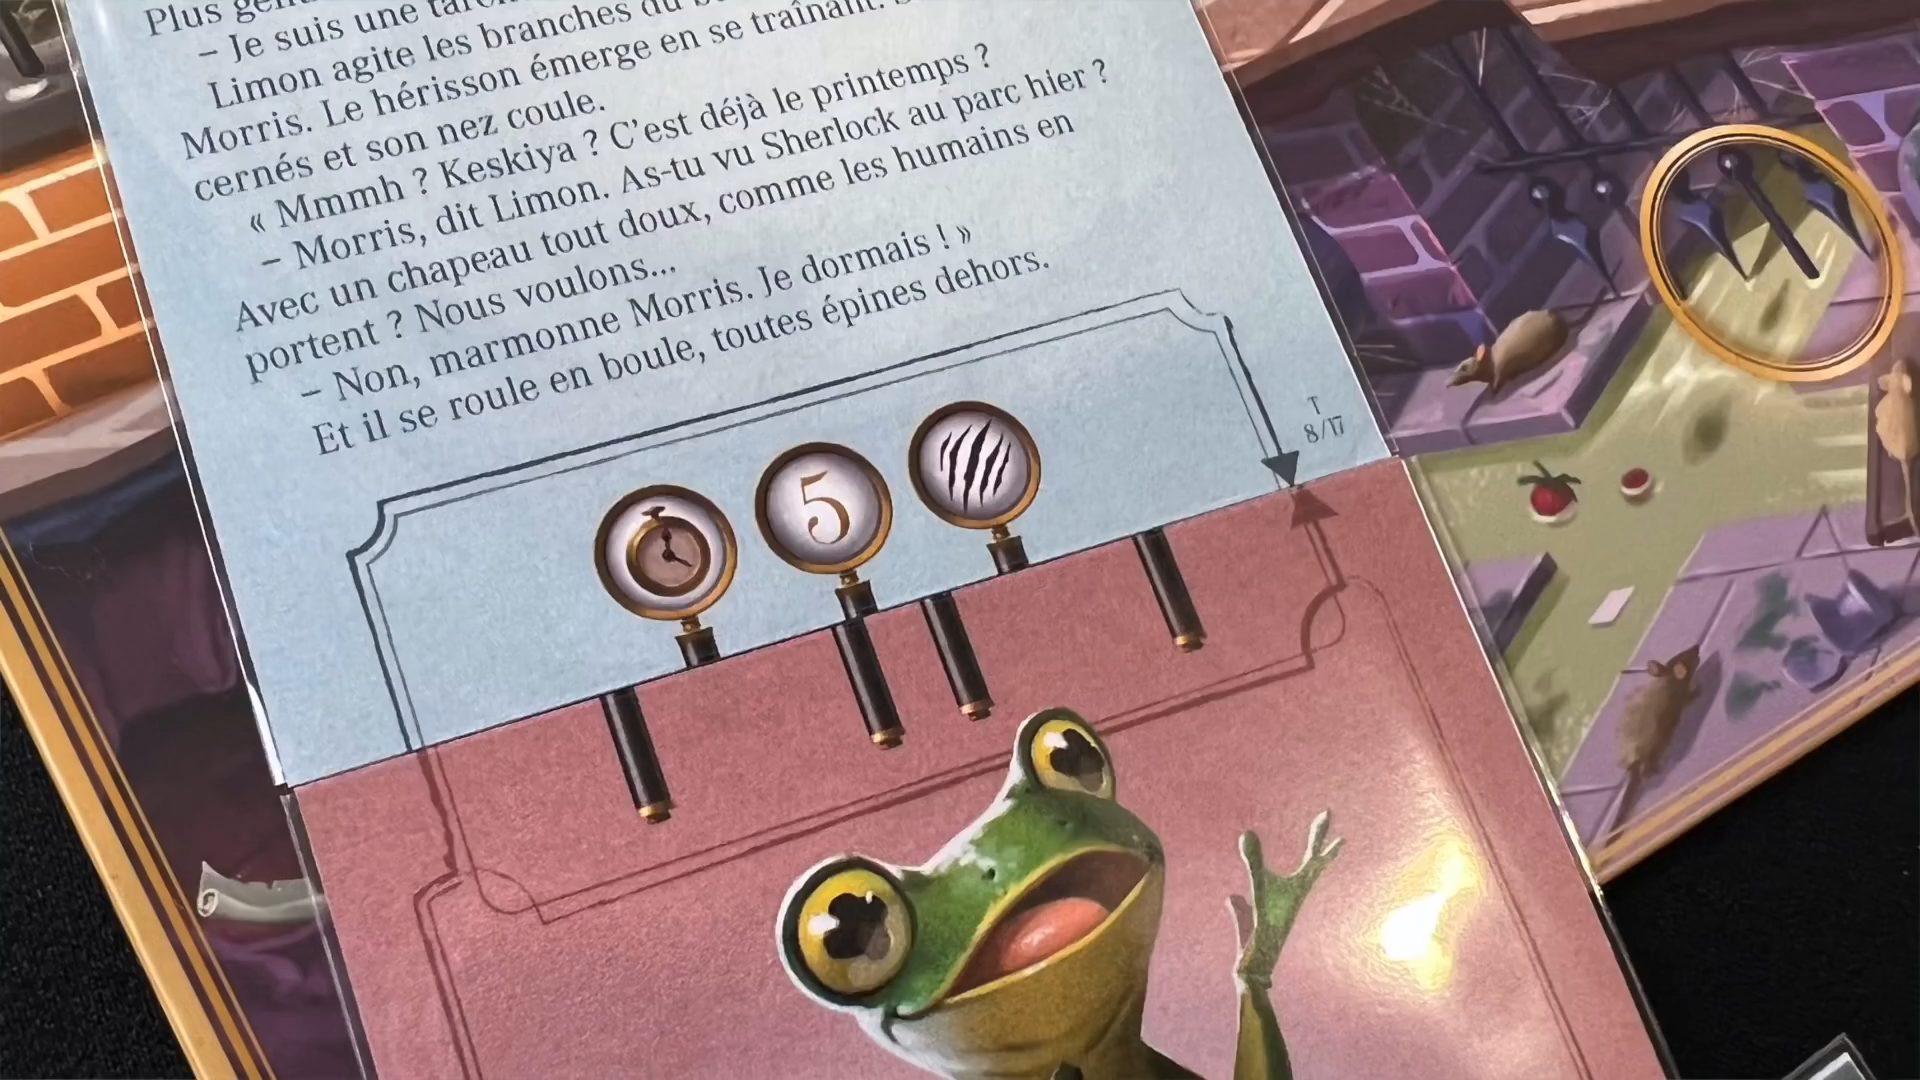 Plus
– Je suis une
Limon agite les branches du
Morris. Le hérisson émerge en se traînant.
cernés et son nez coule.
« Mmmh ? Keskiya ? C'est déjà le printemps ?
– Morris, dit Limon. As-tu vu Sherlock au parc hier ?
Avec un chapeau tout doux, comme les humains en
portent ? Nous voulons...
– Non, marmonne Morris. Je dormais ! »
Et il se roule en boule, toutes épines dehors.
T
8/17
5